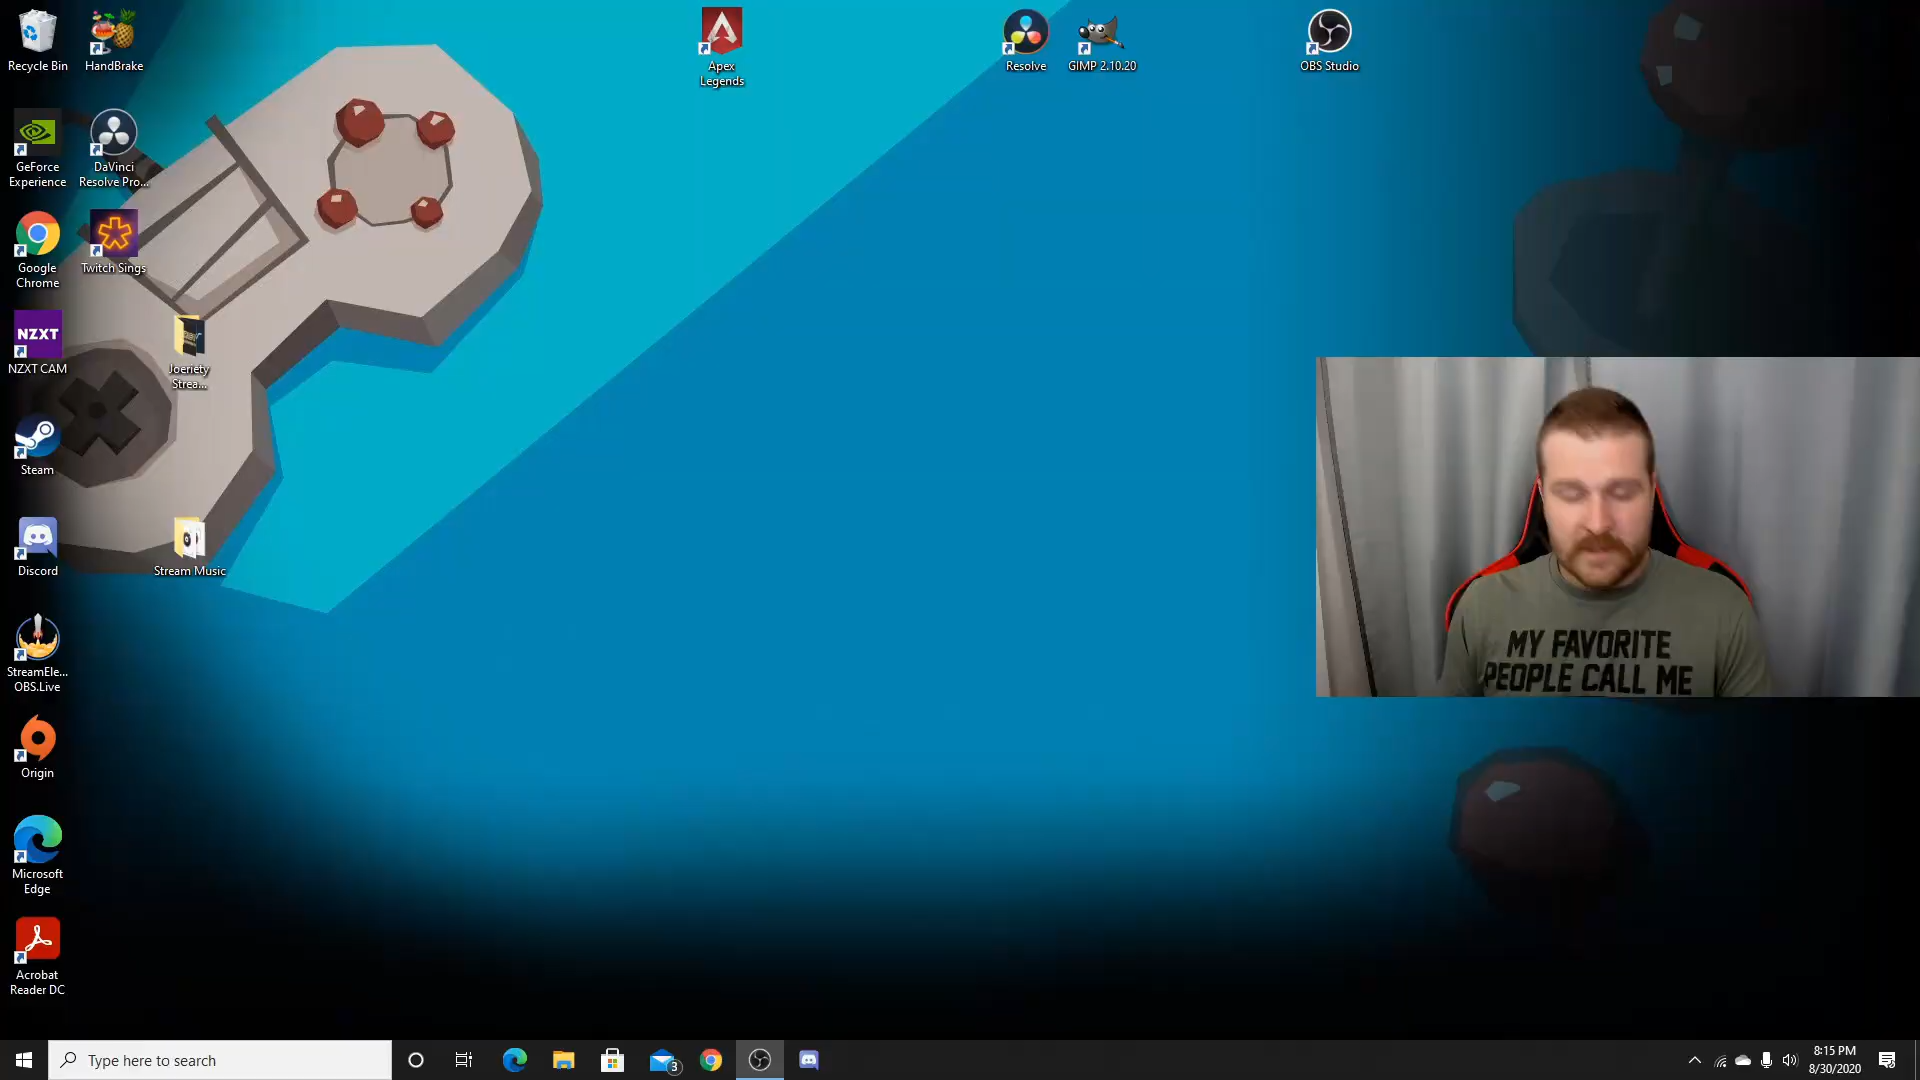 Recycle Bin
HandBrake
Apex
Legends
Resolve
GIMP 2.10.20
OBS Studio
GeForce
Experience
DaVinci
Resolve Pro...
Google
Chrome
Twitch Sings
NZXT
NZXT CAM
Joeriety
Strea...
Steam
Discord
Stream Music
StreamEle...
OBS.Live
Origin
Microsoft
Edge
Acrobat
Reader DC
MY FAVORITE
PEOPLE CALL ME
Type here to search
3
8:15 PM
8/30/2020